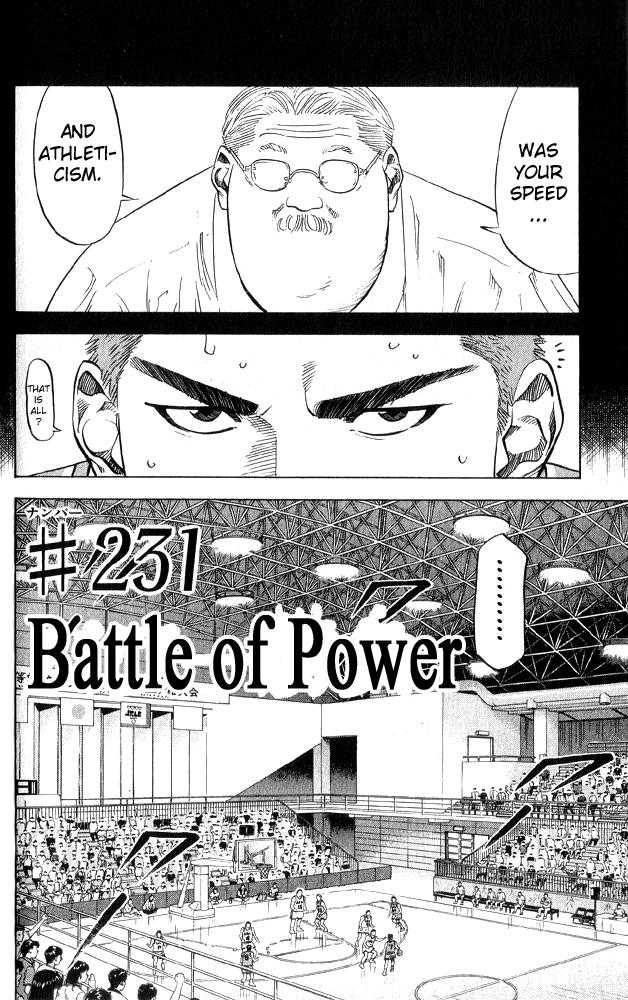 WAS
YOUR
SPEED
...
AND
ATHLETI-
CISM.
THAT
IS
ALL?
ナンバー
#231
Battle of Power
.........